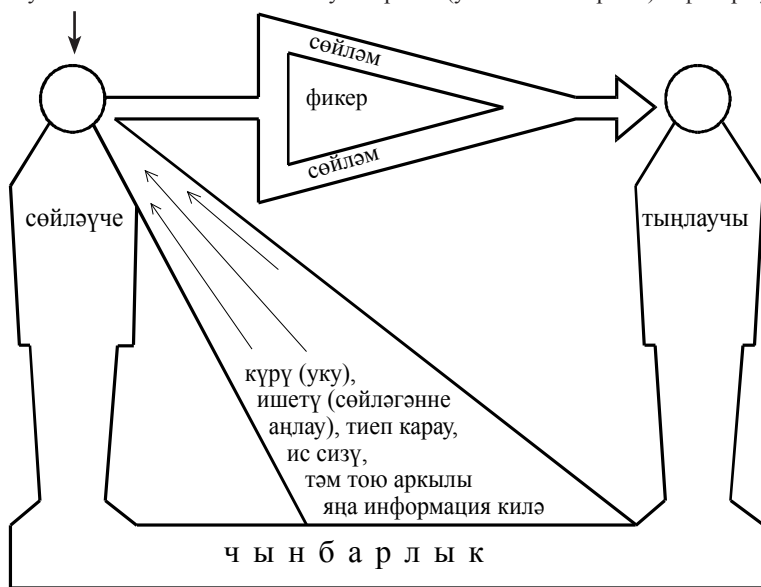 сөйләм
фикер
сөйләм
сөйләүче
тыңлаучы
күрү (уку),
ишетү (сөйләгәнне
аңлау), тиеп карау,
ис сизү,
тәм тою аркылы
яңа информация килә
чынбарлык